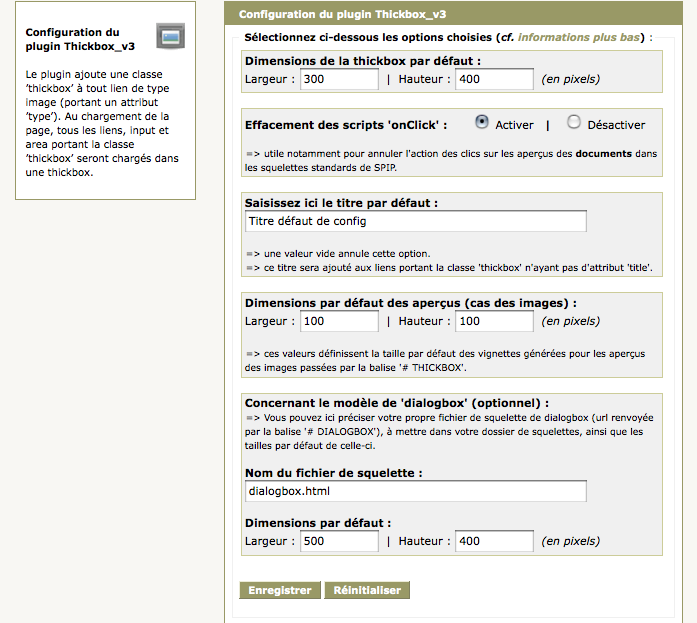 Configuration du
plugin Thickbox_v3
Le plugin ajoute une classe
'thickbox' à tout lien de type
image (portant un attribut
'type'). Au chargement de la
page, tous les liens, input et
area portant la classe
'thickbox' seront chargés dans
une thickbox.
Configuration du plugin Thickbox_v3
Sélectionnez ci-dessous les options choisies (cf. informations plus bas) :
Dimensions de la thickbox par défaut :
Largeur : 300 | Hauteur : 400 (en pixels)
Effacement des scripts 'onClick' : Activer | Désactiver
=> utile notamment pour annuler l'action des clics sur les aperçus des documents dans
les squelettes standards de SPIP.
Saisissez ici le titre par défaut :
Titre défaut de config
=> une valeur vide annule cette option.
=> ce titre sera ajouté aux liens portant la classe 'thickbox' n'ayant pas d'attribut 'title'.
Dimensions par défaut des aperçus (cas des images) :
Largeur : 100 | Hauteur : 100 (en pixels)
=> ces valeurs définissent la taille par défaut des vignettes générées pour les aperçus
des images passées par la balise '# THICKBOX'.
Concernant le modèle de 'dialogbox' (optionnel) :
=> Vous pouvez ici préciser votre propre fichier de squelette de dialogbox (url renvoyée
par la balise '# DIALOGBOX'), à mettre dans votre dossier de squelettes, ainsi que les
tailles par défaut de celle-ci.
Nom du fichier de squelette :
dialogbox.html
Dimensions par défaut :
Largeur : 500 | Hauteur : 400 (en pixels)
Enregistrer Réinitialiser